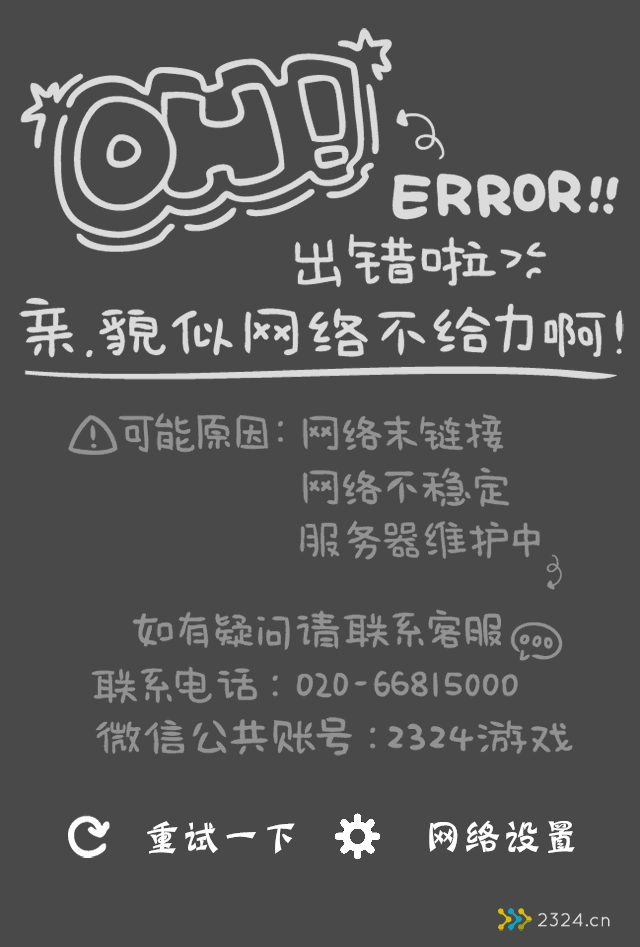 OH!
ERROR!!
出错啦
亲.貌似网络不给力啊!
可能原因：网络末链接
网络不稳定
服务器维护中
如有疑问请联系客服
联系电话：020-66815000
微信公共账号：2324游戏
重试一下 网络设置
2324.cn